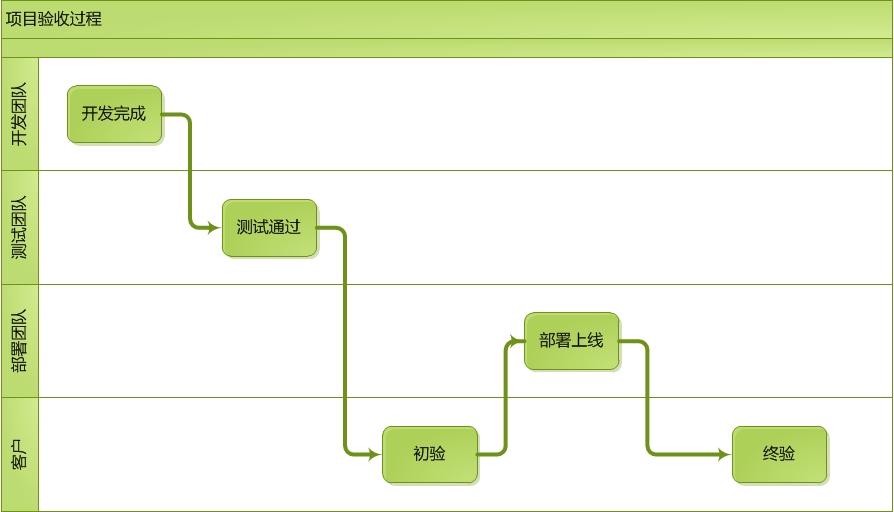 项目验收过程
开发团队
开发完成
测试团队
测试通过
部署团队
部署上线
客户
初验
终验